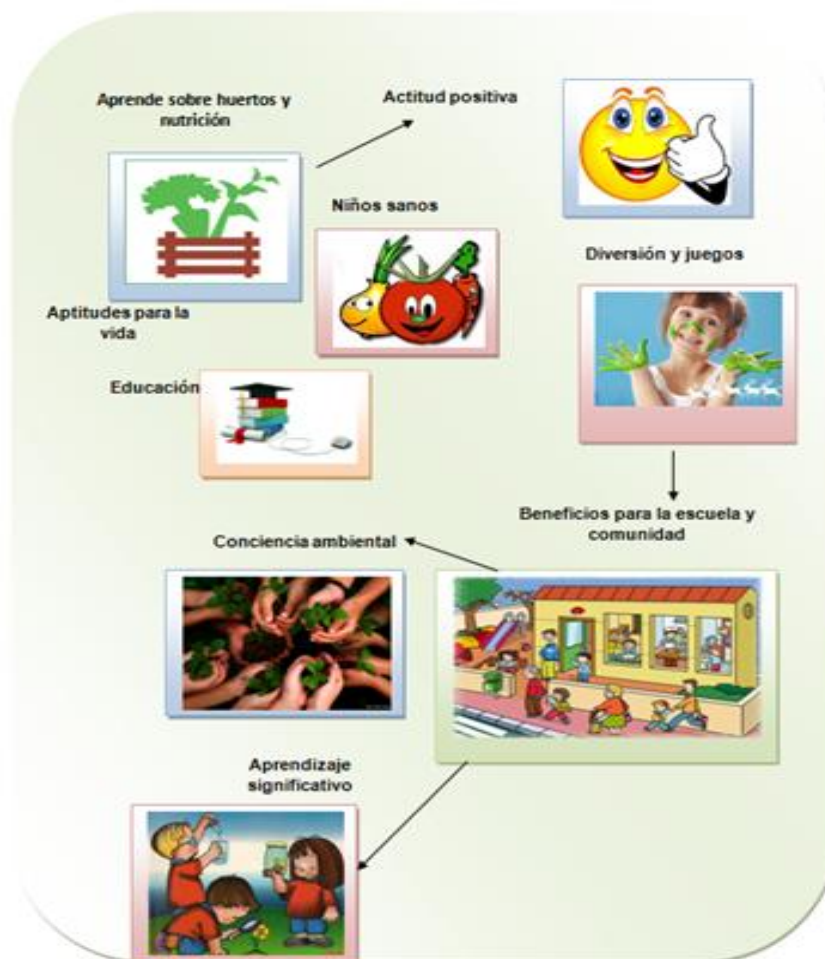 Aprende sobre huertos y
nutrición
Actitud positiva
Niños sanos
Diversión y juegos
Aptitudes para la
vida
Educación
Beneficios para la escuela y
comunidad
Conciencia ambiental
Aprendizaje
significativo